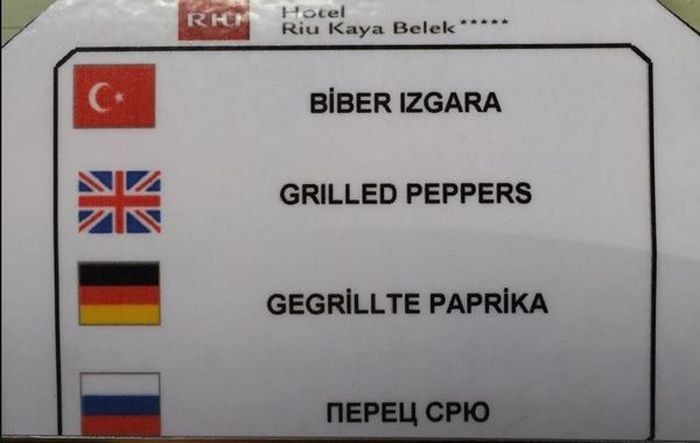 RIU
Hotel
Riu Kaya Belek*****
BİBER IZGARA
GRILLED PEPPERS
GEGRİLLTE PAPRİKA
ПЕРЕЦ СРЮ